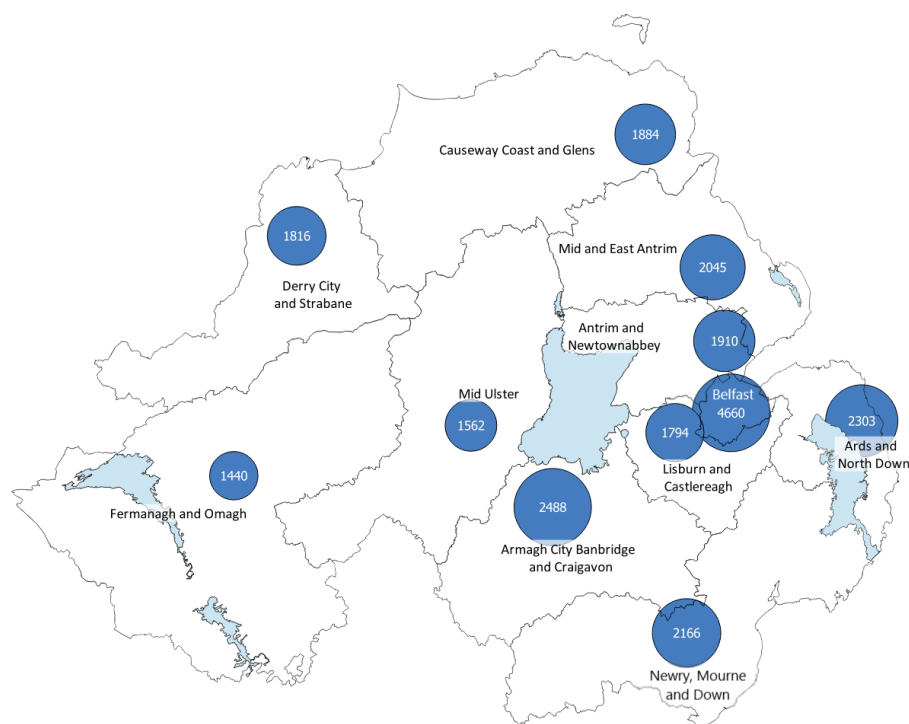 1884
Causeway Coast and Glens
1816
Mid and East Antrim
2045
Derry City
and Strabane
Antrim and
Newtownabbey
1910
Mid Ulster
1562
Belfast
4660
1794
2303
Ards and
North Down
Lisburn and
Castlereagh
1440
Fermanagh and Omagh
2488
Armagh City Banbridge
and Craigavon
2166
Newry, Mourne
and Down